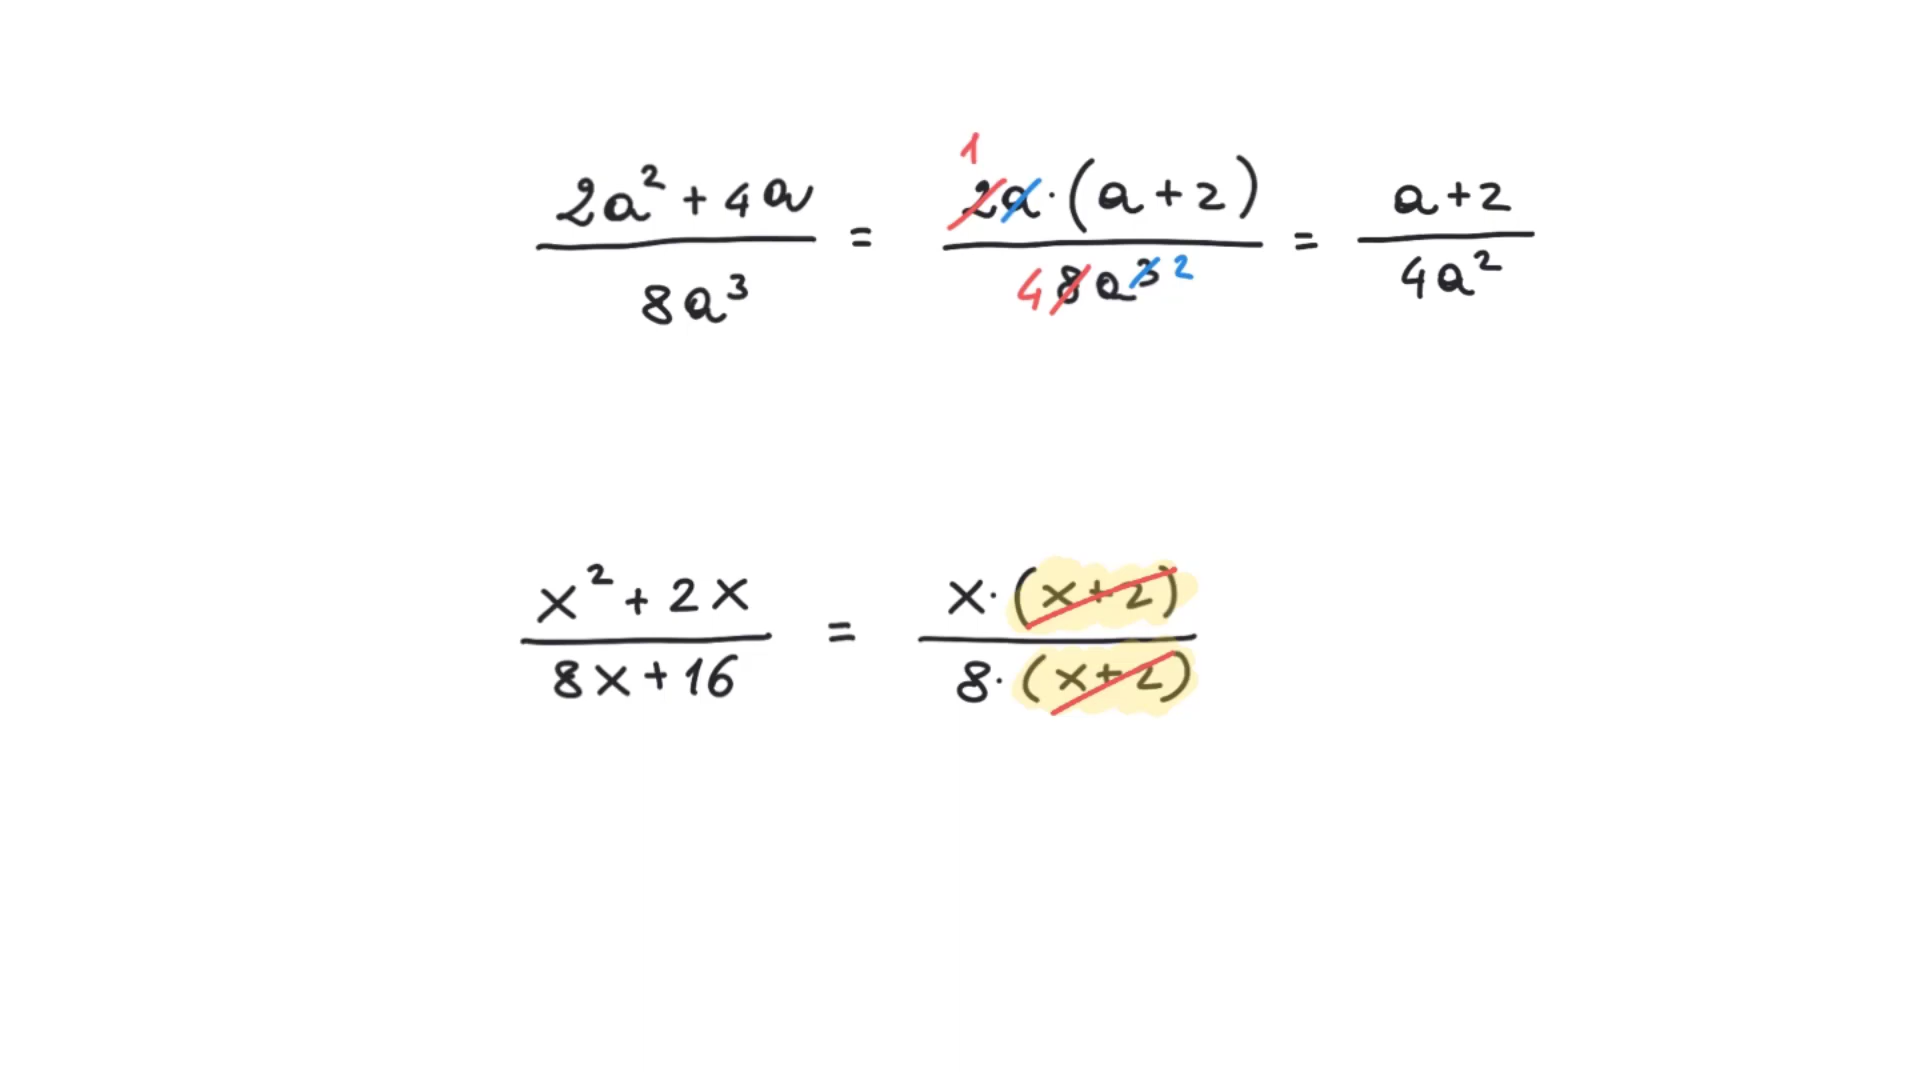 1
(2a² + 4a)/(8a³) = (2a·(a+2))/(4 8a³ 2) = (a+2)/(4a²)
(x² + 2x)/(8x+16) = (x·(x+2))/(8·(x+2))